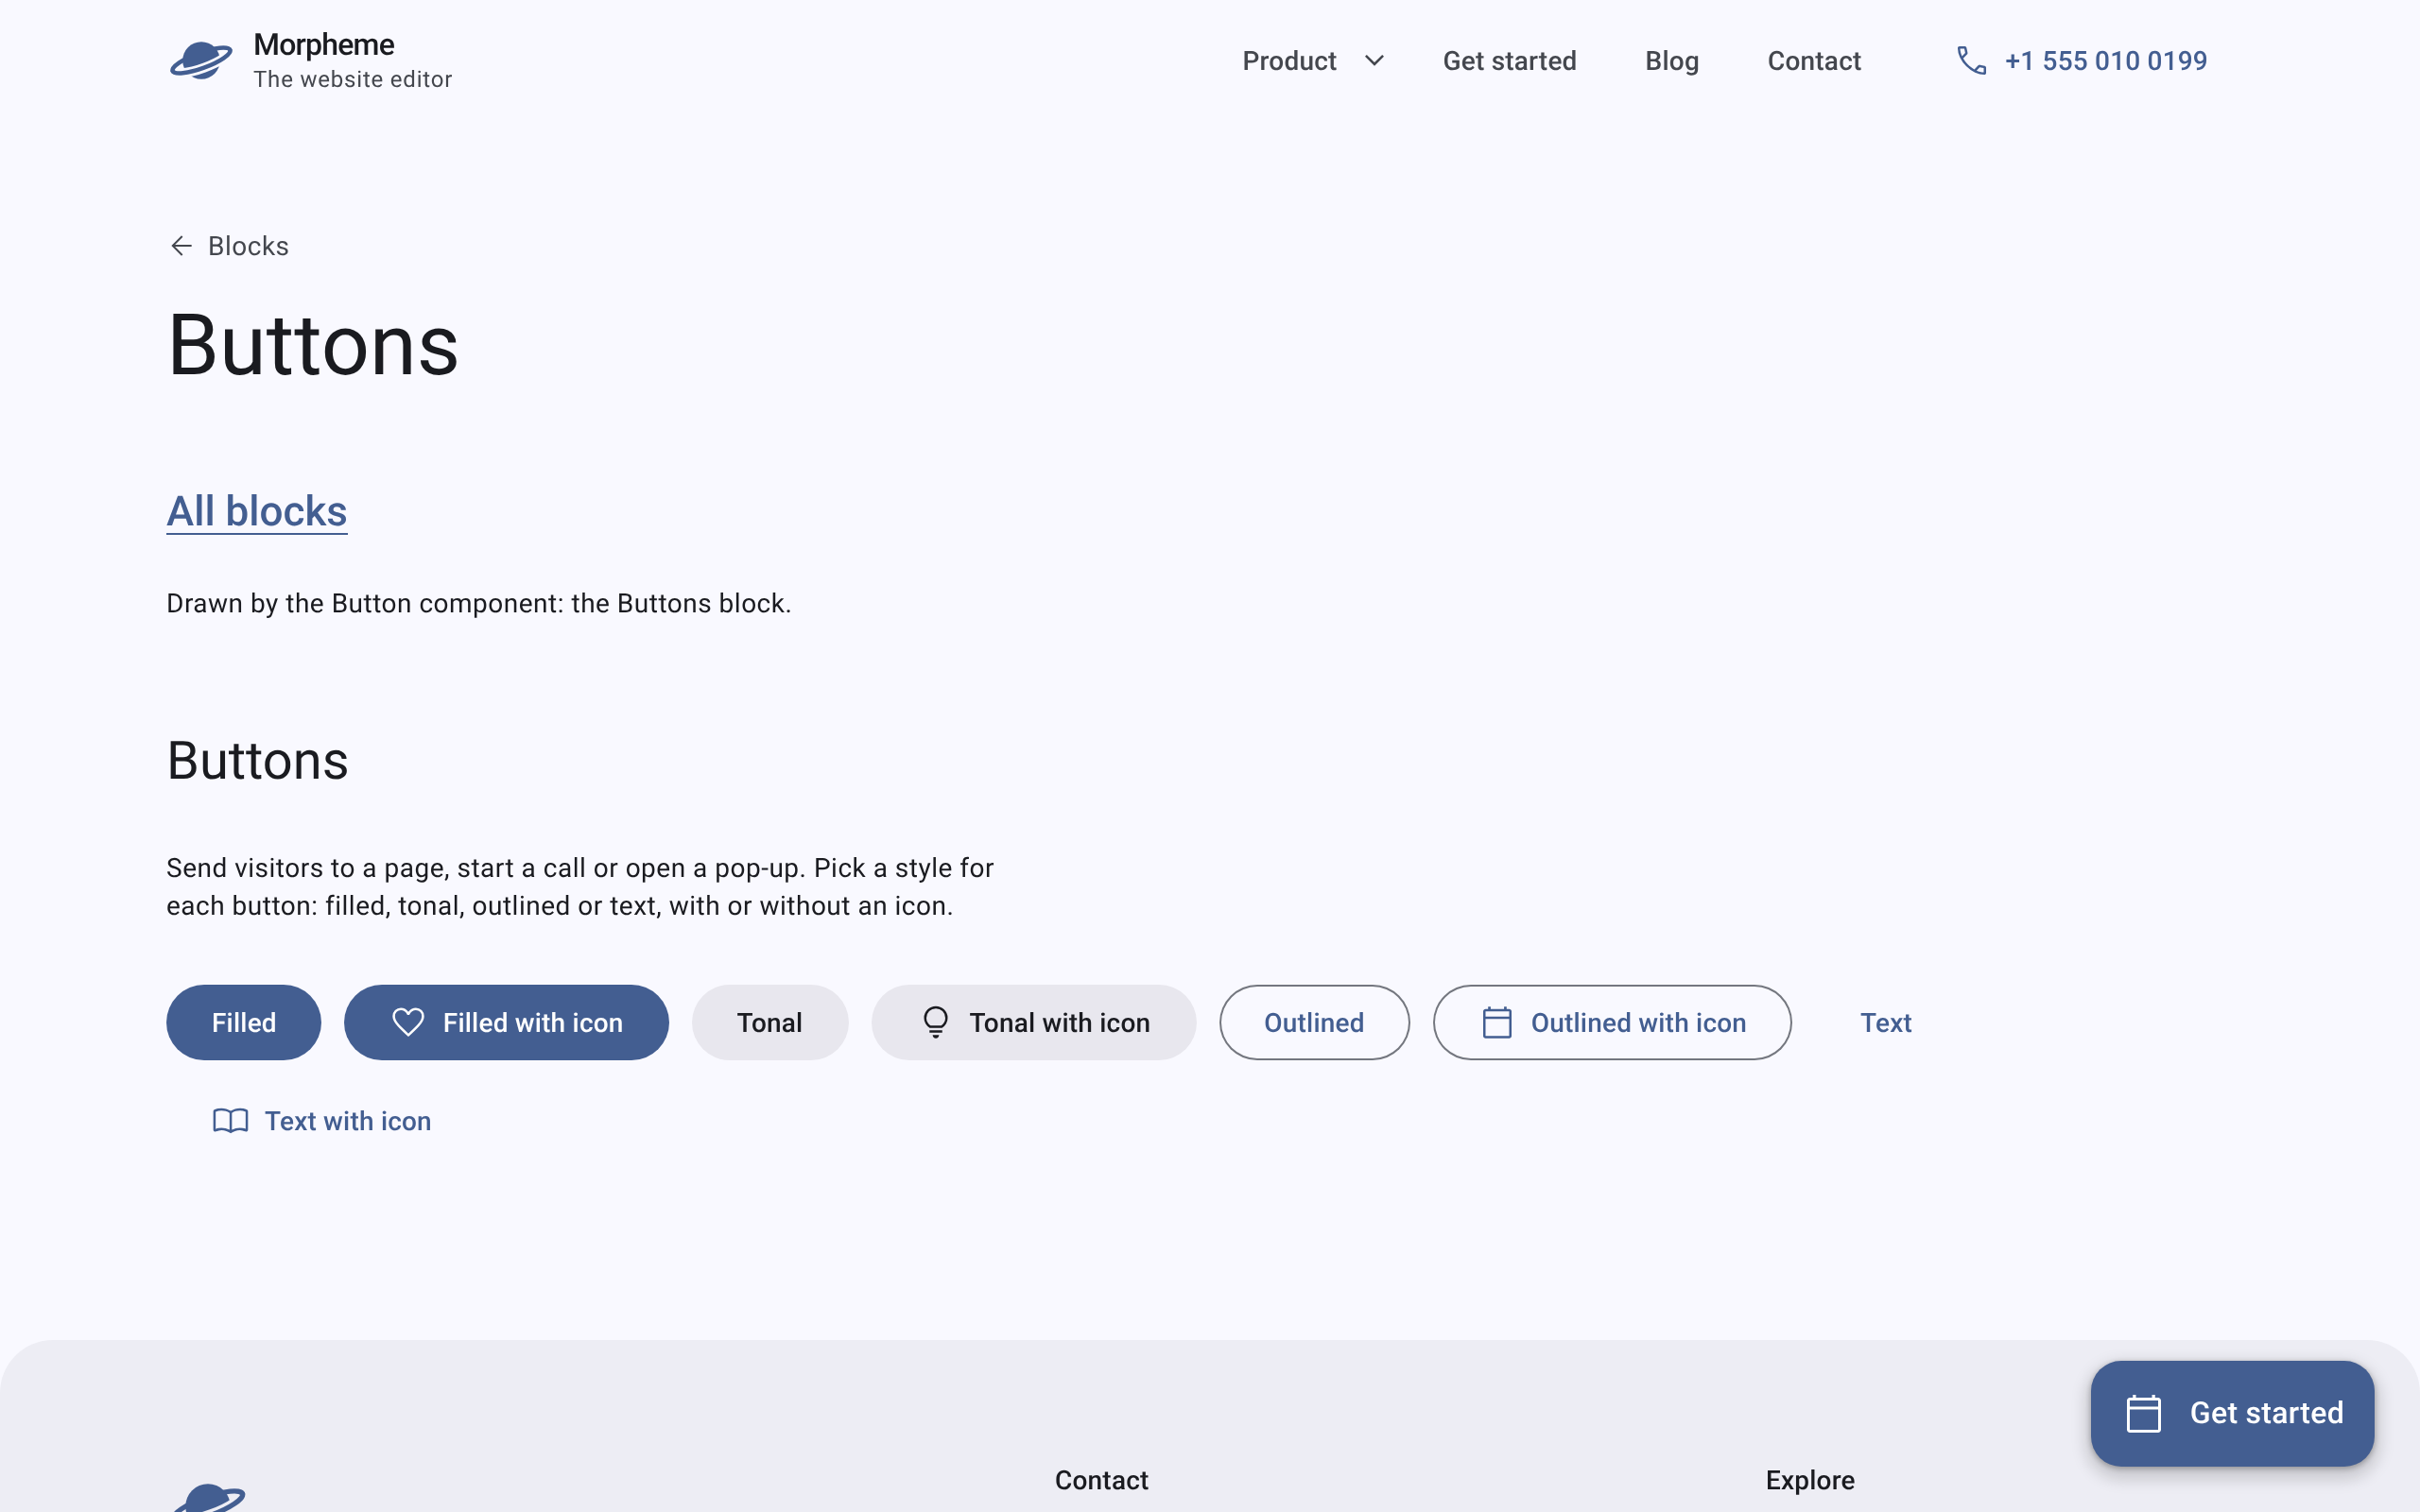 Morpheme
The website editor
Product
Get started
Blog
Contact
+1 555 010 0199
Blocks
Buttons
All blocks
Drawn by the Button component: the Buttons block.
Buttons
Send visitors to a page, start a call or open a pop-up. Pick a style for
each button: filled, tonal, outlined or text, with or without an icon.
Filled
Filled with icon
Tonal
Tonal with icon
Outlined
Outlined with icon
Text
Text with icon
Get started
Contact
Explore